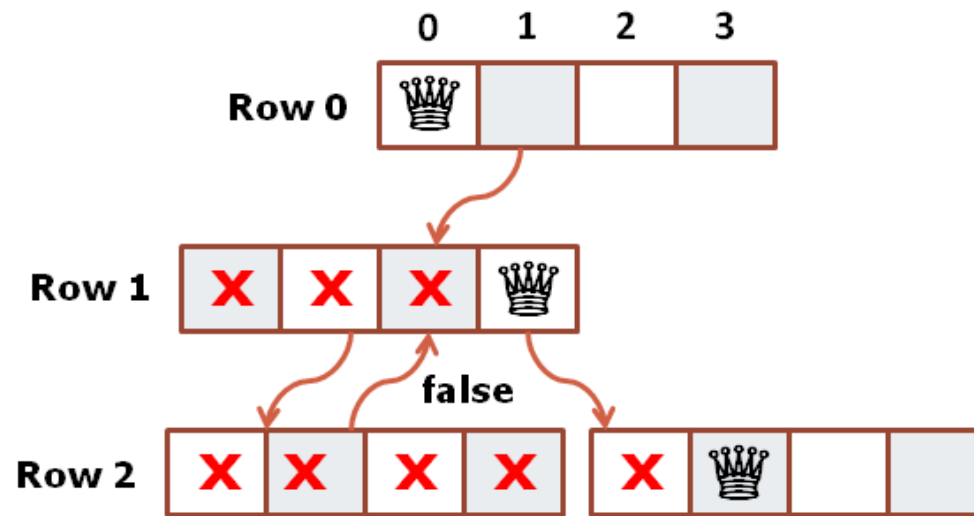 0 1 2 3
Row 0
Row 1
X X X
false
Row 2
X X X X X